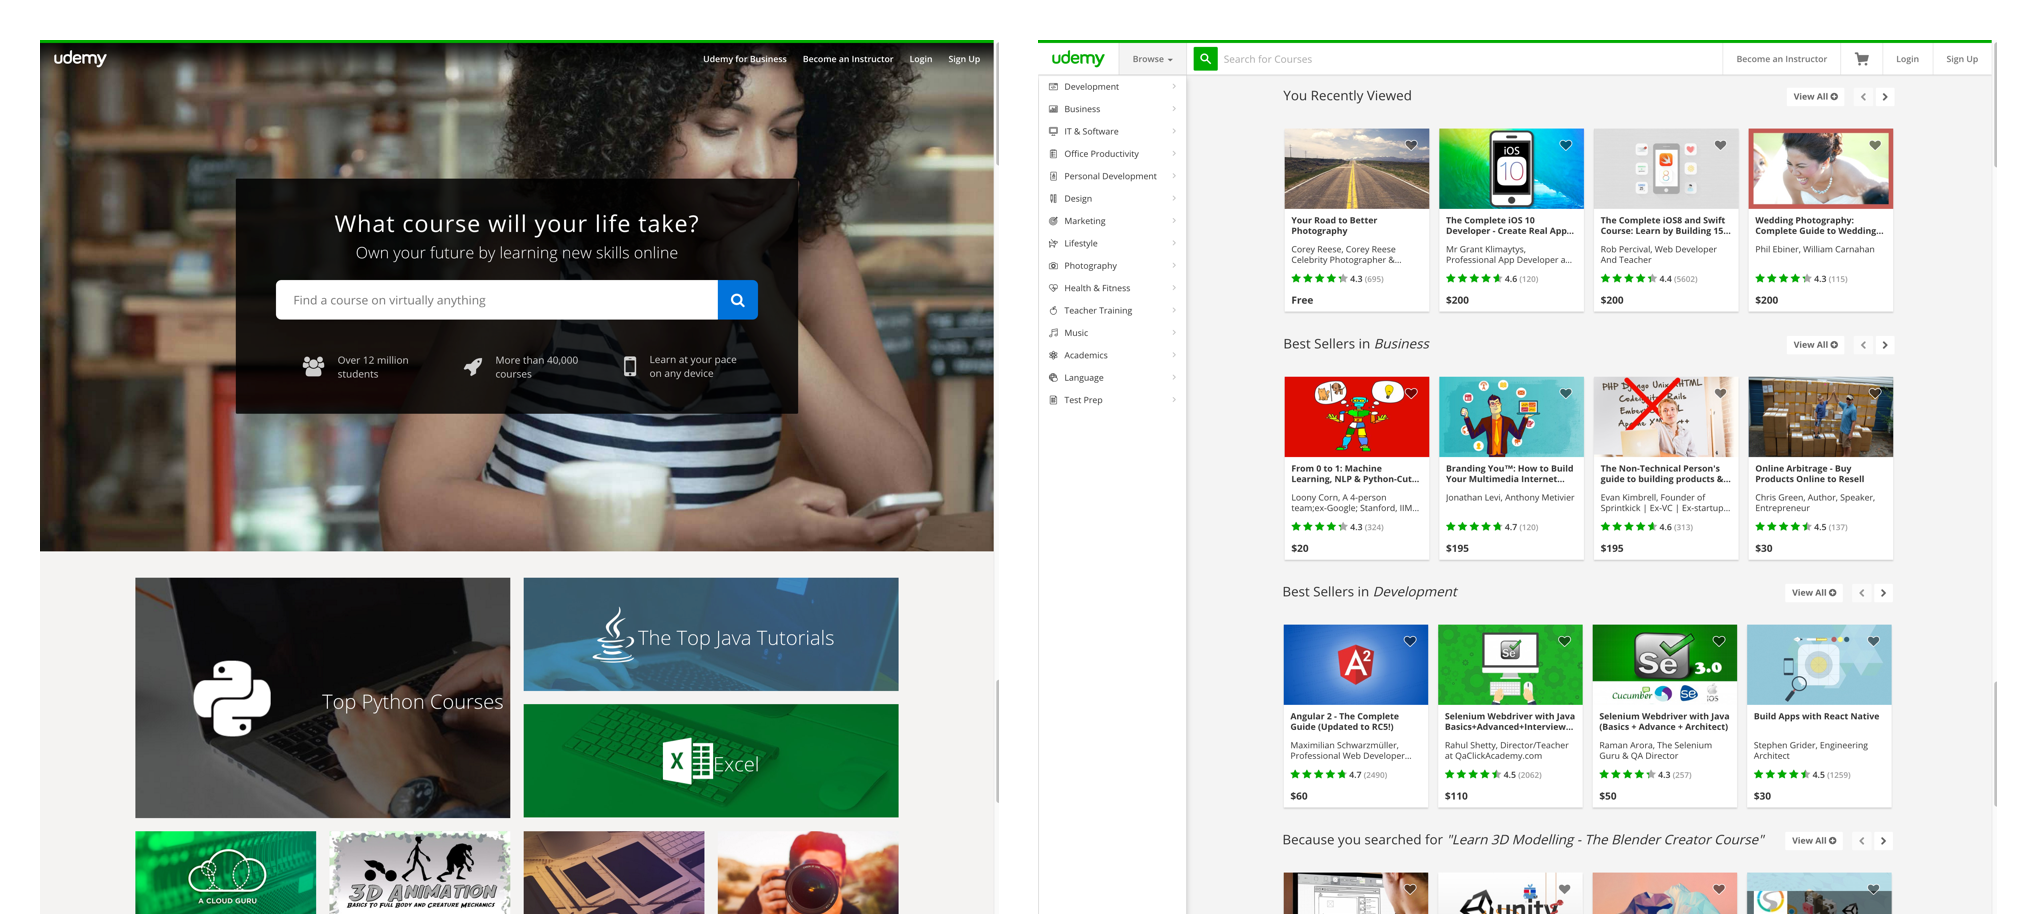 udemy
Udemy for Business
Become an Instructor
Login
Sign Up
What course will your life take?
Own your future by learning new skills online
Find a course on virtually anything
Over 12 million
students
More than 40,000
courses
Learn at your pace
on any device
Top Python Courses
The Top Java Tutorials
X
Excel
A CLOUD GURU
3D ANIMATION
BASICS TO FULL BODY AND CREATURE MECHANICS
udemy
Browse
Search for Courses
Become an Instructor
Login
Sign Up
Development
Business
IT & Software
Office Productivity
Personal Development
Design
Marketing
Lifestyle
Photography
Health & Fitness
Teacher Training
Music
Academics
Language
Test Prep
You Recently Viewed
View All
Your Road to Better
Photography
Corey Reese, Corey Reese
Celebrity Photographer &...
4.3 (695)
Free
iOS
10
The Complete iOS 10
Developer - Create Real App...
Mr Grant Klimaytys,
Professional App Developer a...
4.6 (120)
$200
8
The Complete iOS8 and Swift
Course: Learn by Building 15...
Rob Percival, Web Developer
And Teacher
4.4 (5602)
$200
Wedding Photography:
Complete Guide to Wedding...
Phil Ebiner, William Carnahan
4.3 (115)
$200
Best Sellers in Business
View All
From 0 to 1: Machine
Learning, NLP & Python-Cut...
Loony Corn, A 4-person
team;ex-Google; Stanford, IIM...
4.3 (324)
$20
Branding You™: How to Build
Your Multimedia Internet...
Jonathan Levi, Anthony Metivier
4.7 (120)
$195
PHP Django HTML
Rails
The Non-Technical Person's
guide to building products &...
Evan Kimbrell, Founder of
Sprintkick | Ex-VC | Ex-startup...
4.6 (313)
$195
Online Arbitrage - Buy
Products Online to Resell
Chris Green, Author, Speaker,
Entrepreneur
4.5 (137)
$30
Best Sellers in Development
View All
A2
Angular 2 - The Complete
Guide (Updated to RC5!)
Maximilian Schwarzmüller,
Professional Web Developer...
4.7 (2490)
$60
Se
Selenium Webdriver with Java
Basics+Advanced+Interview...
Rahul Shetty, Director/Teacher
at QaClickAcademy.com
4.5 (2062)
$110
Se 3.0
Cucumber
Se
iOS
Selenium Webdriver with Java
(Basics + Advance + Architect)
Raman Arora, The Selenium
Guru & QA Director
4.3 (257)
$50
Build Apps with React Native
Stephen Grider, Engineering
Architect
4.5 (1259)
$30
Because you searched for "Learn 3D Modelling - The Blender Creator Course"
View All
unity
S